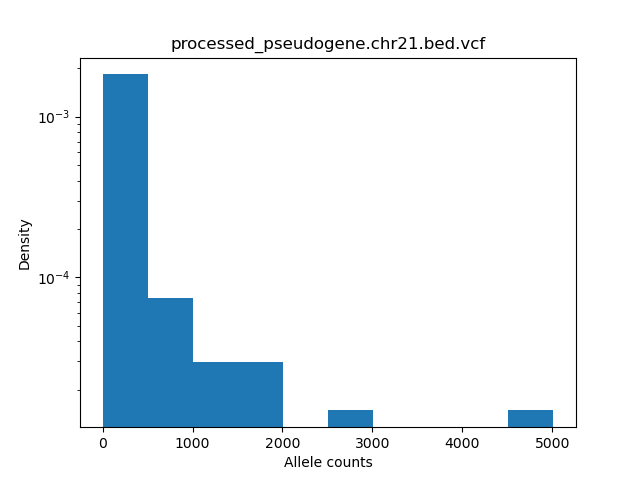 processed_pseudogene.chr21.bed.vcf
10⁻³
10⁻⁴
Density
0 1000 2000 3000 4000 5000
Allele counts